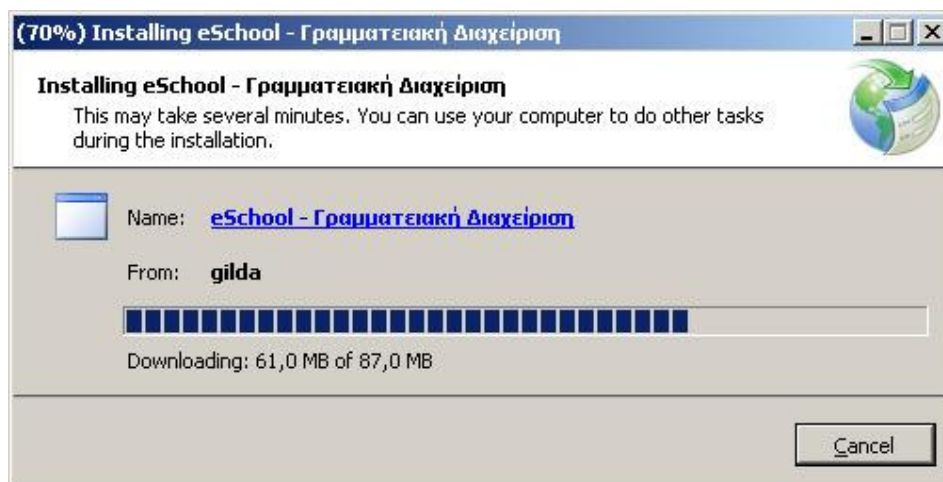 (70%) Installing eSchool - Γραμματειακή Διαχείριση
Installing eSchool - Γραμματειακή Διαχείριση
This may take several minutes. You can use your computer to do other tasks
during the installation.
Name: eSchool - Γραμματειακή Διαχείριση
From: gilda
Downloading: 61,0 MB of 87,0 MB
Cancel